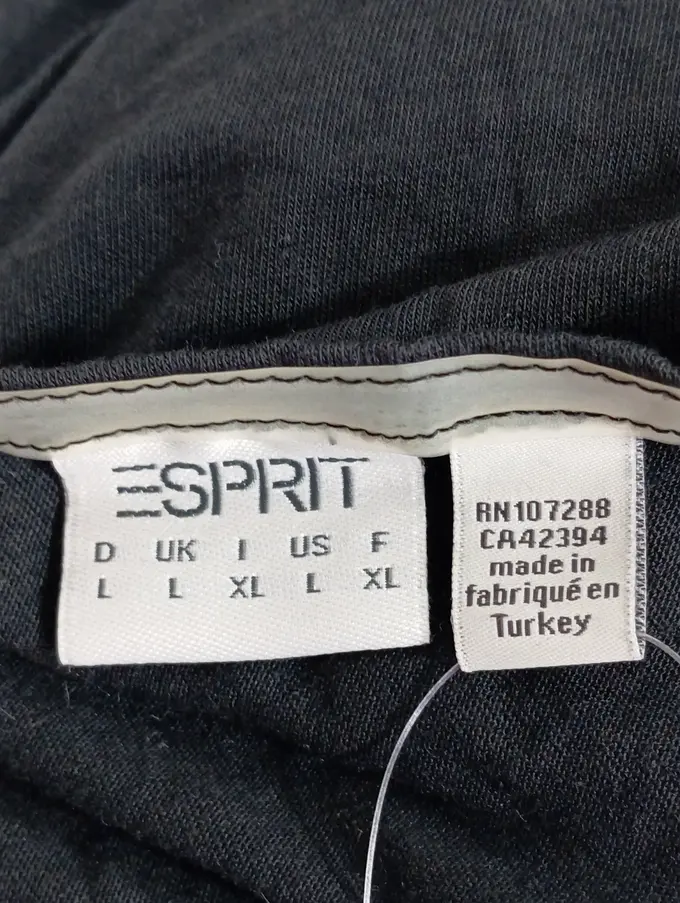 ESPRIT
D UK I US F
L L XL L XL
RN107288
CA42394
made in
fabriqué en
Turkey